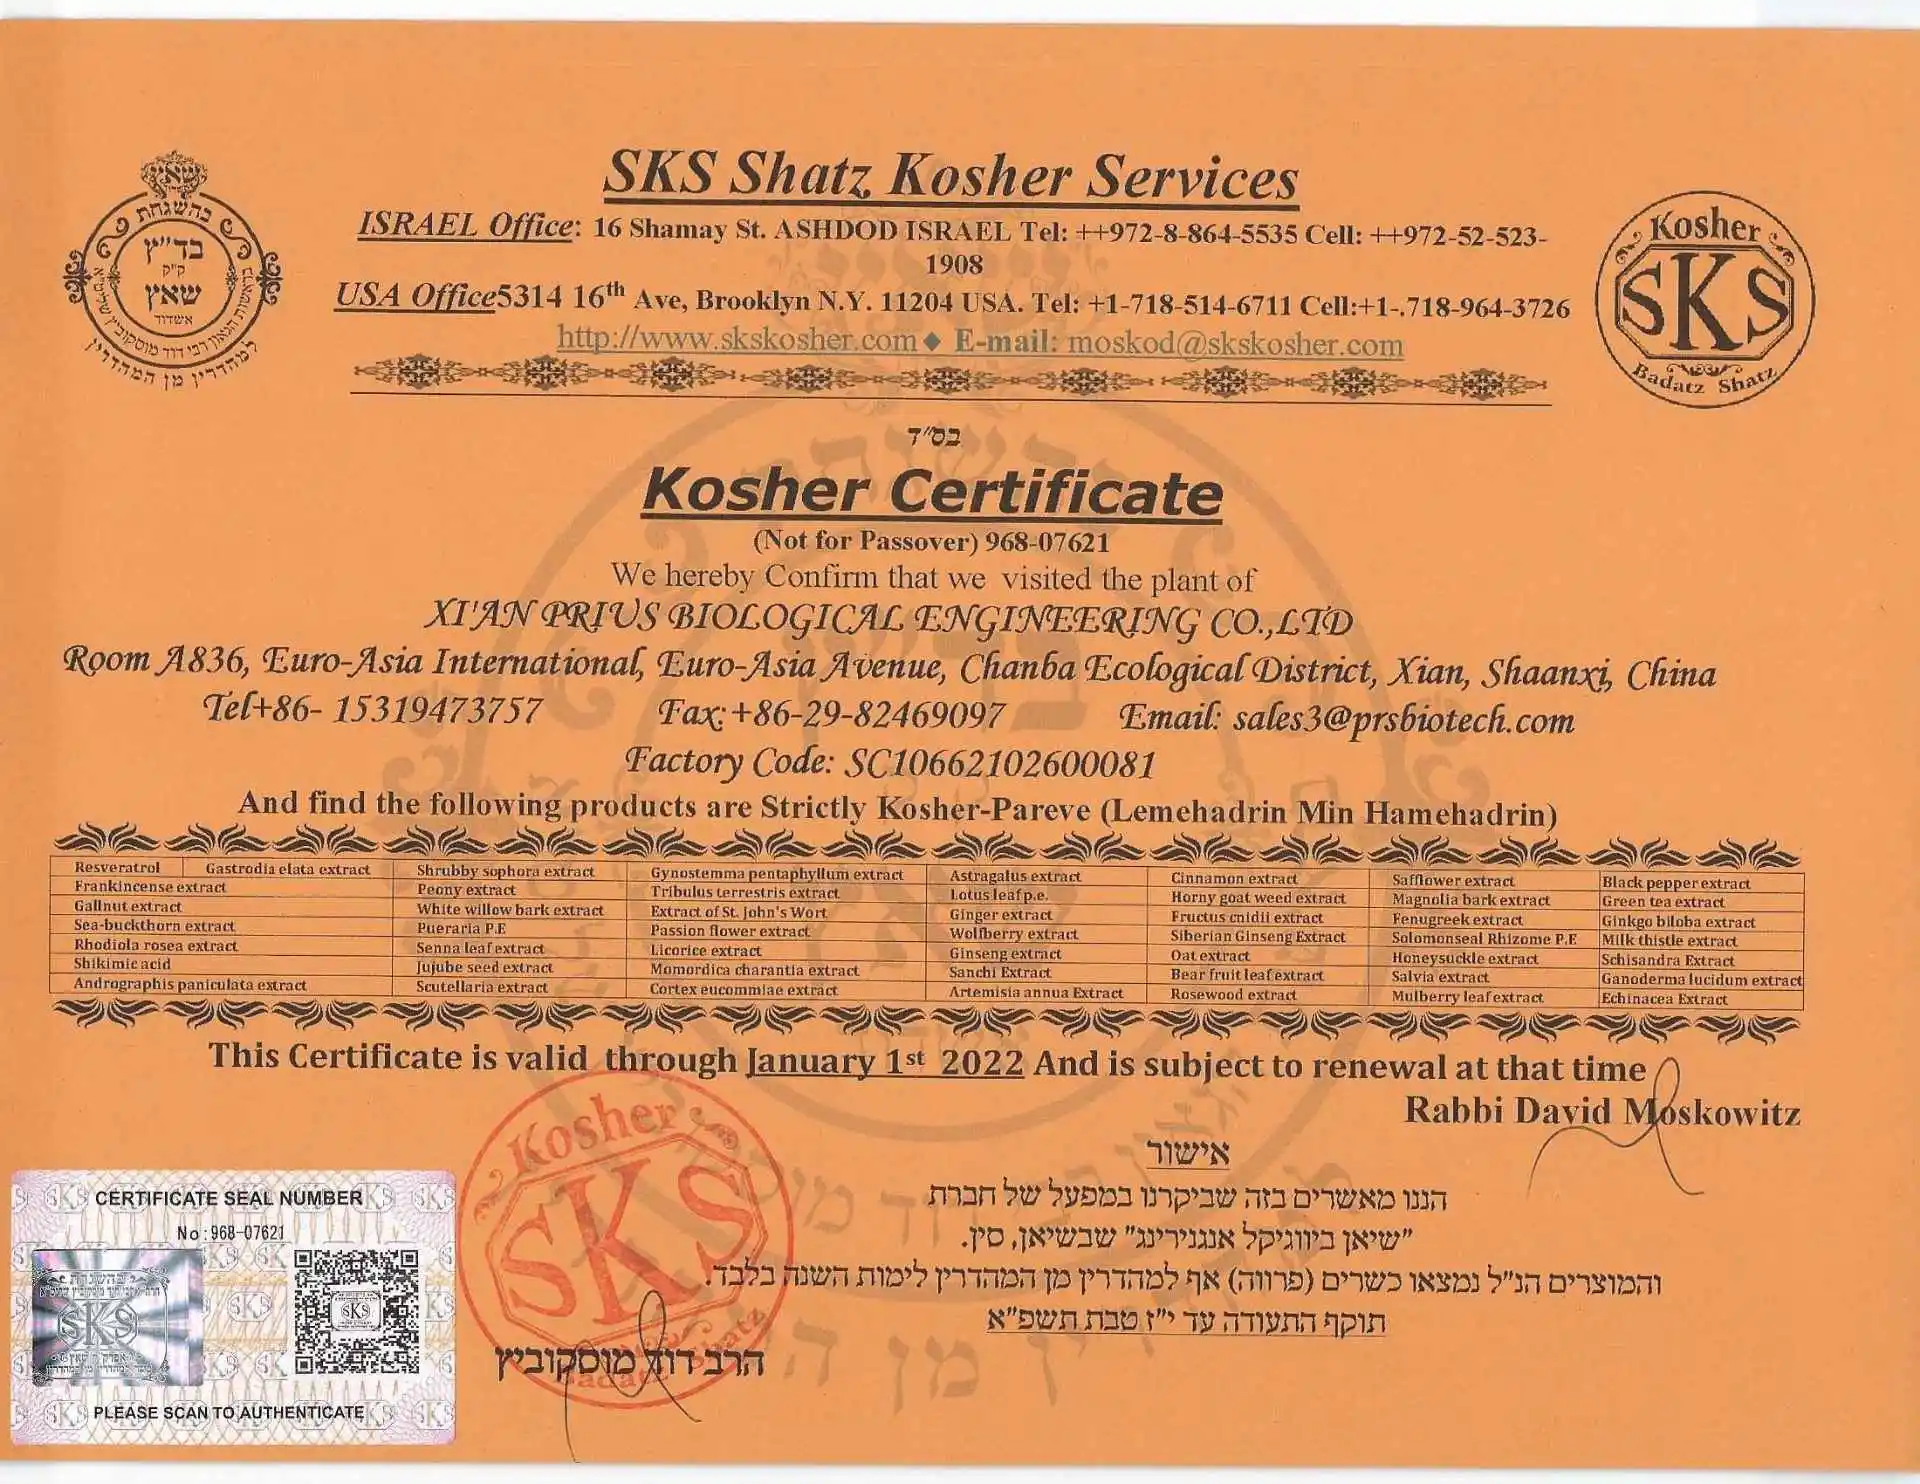 SKS Shatz Kosher Services
ISRAEL Office: 16 Shamay St. ASHDOD ISRAEL Tel: ++972-8-864-5535 Cell: ++972-52-523-
1908
USA Office5314 16th Ave, Brooklyn N.Y. 11204 USA. Tel: +1-718-514-6711 Cell:+1-.718-964-3726
http://www.skskosher.com◆ E-mail: moskod@skskosher.com
שאץ
בהשגחת
בד״ץ
ק״ק
שאץ
אשדוד
למהדרין מן המהדרין
Kosher
SKS
Badatz Shatz
בס״ד
Kosher Certificate
(Not for Passover) 968-07621
We hereby Confirm that we visited the plant of
XI'AN PRIUS BIOLOGICAL ENGINEERING CO.,LTD
Room A836, Euro-Asia International, Euro-Asia Avenue, Chanba Ecological District, Xian, Shaanxi, China
Tel+86- 15319473757 Fax:+86-29-82469097 Email: sales3@prsbiotech.com
Factory Code: SC10662102600081
And find the following products are Strictly Kosher-Pareve (Lemehadrin Min Hamehadrin)
Resveratrol Gastrodia elata extract Shrubby sophora extract Gynostemma pentaphyllum extract Astragalus extract Cinnamon extract Safflower extract Black pepper extract
Frankincense extract Peony extract Tribulus terrestris extract Lotus leaf p.e. Horny goat weed extract Magnolia bark extract Green tea extract
Gallnut extract White willow bark extract Extract of St. John's Wort Ginger extract Fructus cnidii extract Fenugreek extract Ginkgo biloba extract
Sea-buckthorn extract Pueraria P.E Passion flower extract Wolfberry extract Siberian Ginseng Extract Solomonseal Rhizome P.E Milk thistle extract
Rhodiola rosea extract Senna leaf extract Licorice extract Ginseng extract Oat extract Honeysuckle extract Schisandra Extract
Shikimic acid Jujube seed extract Momordica charantia extract Sanchi Extract Bear fruit leaf extract Salvia extract Ganoderma lucidum extract
Andrographis paniculata extract Scutellaria extract Cortex eucommiae extract Artemisia annua Extract Rosewood extract Mulberry leaf extract Echinacea Extract
This Certificate is valid through January 1st 2022 And is subject to renewal at that time
Rabbi David Moskowitz
אישור
הננו מאשרים בזה שביקרנו במפעל של חברת
״שיאן ביווגיקל אנגנירינג״ שבשיאן, סין.
והמוצרים הנ״ל נמצאו כשרים (פרווה) אף למהדרין מן המהדרין לימות השנה בלבד.
תוקף התעודה עד י״ז טבת תשפ״א
הרב דוד מוסקוביץ
Kosher
SKS
Badatz Shatz
CERTIFICATE SEAL NUMBER
No:968-07621
SKS
SKS
PLEASE SCAN TO AUTHENTICATE